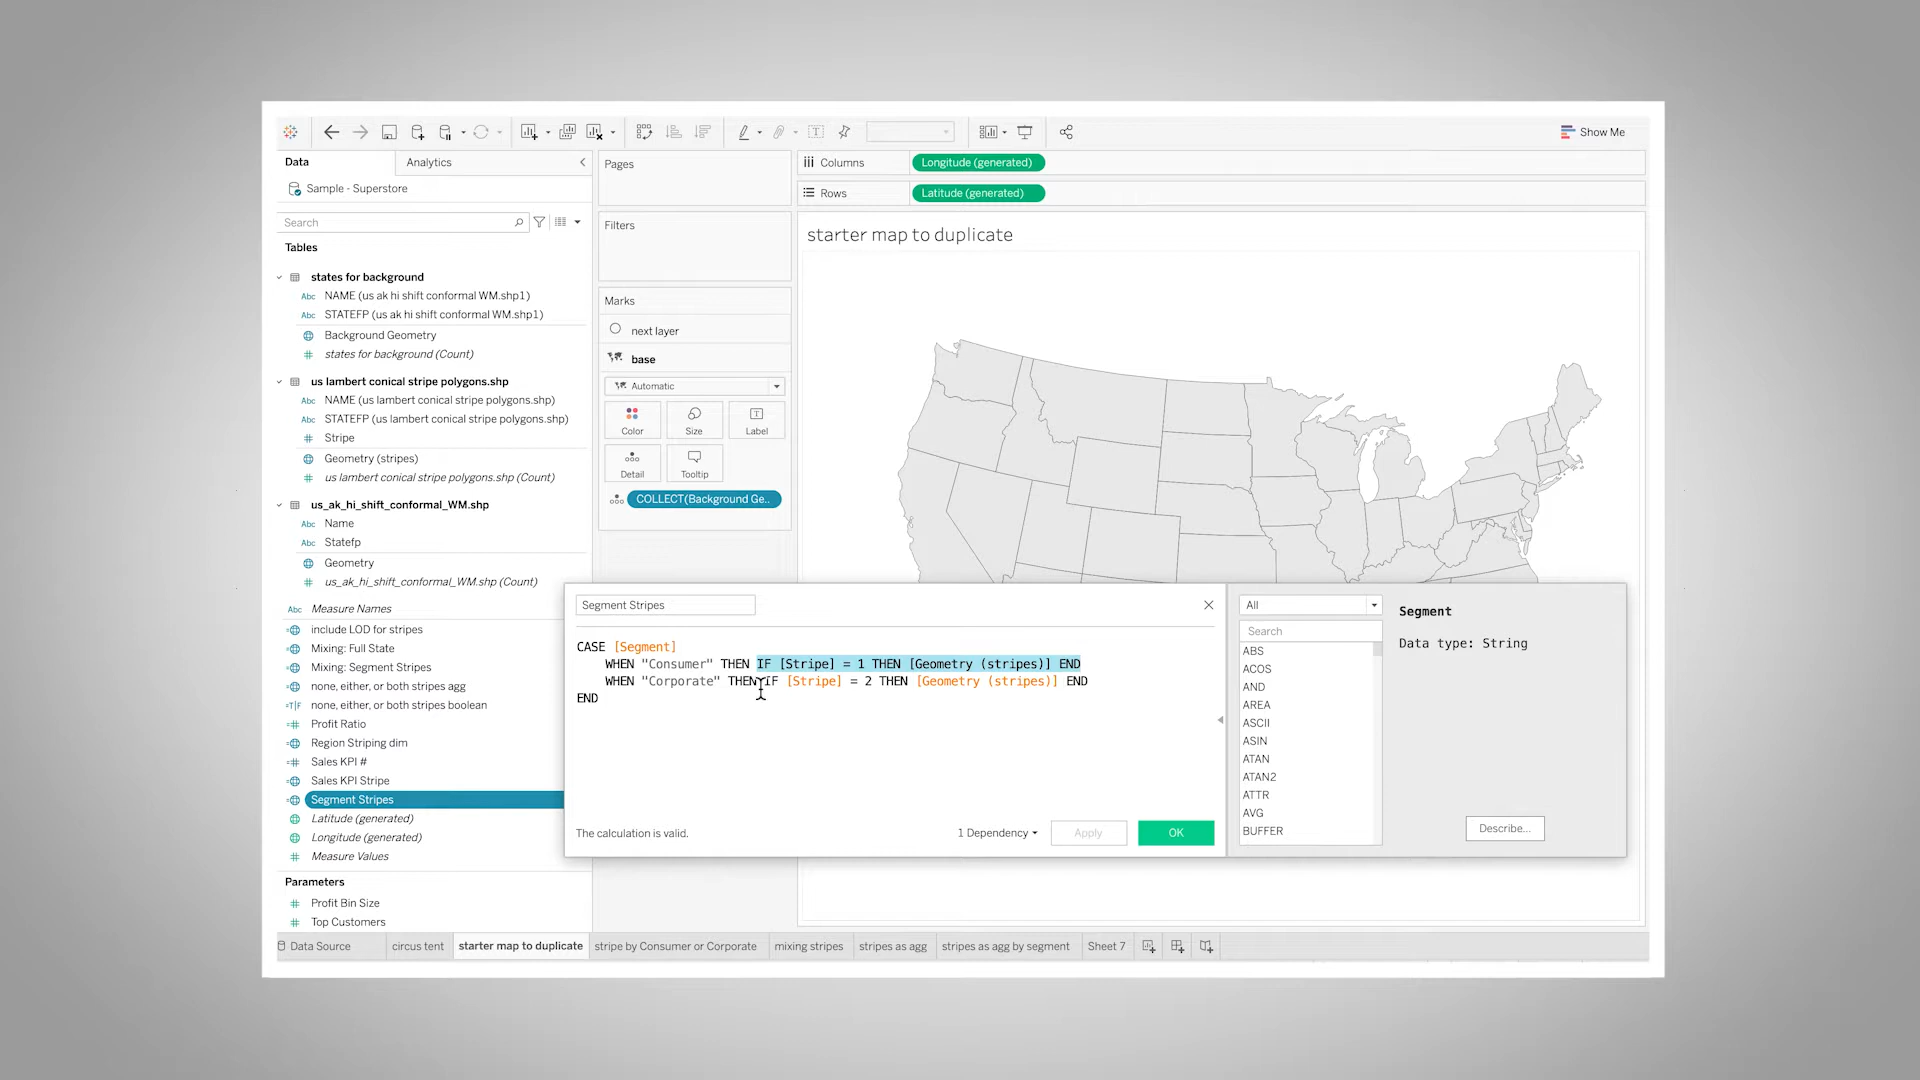 Show Me
Data
Analytics
Pages
Columns
Longitude (generated)
Sample - Superstore
Rows
Latitude (generated)
Search
Filters
starter map to duplicate
Tables
states for background
Abc NAME (us ak hi shift conformal WM.shp1)
Abc STATEFP (us ak hi shift conformal WM.shp1)
Background Geometry
states for background (Count)
us lambert conical stripe polygons.shp
Abc NAME (us lambert conical stripe polygons.shp)
Abc STATEFP (us lambert conical stripe polygons.shp)
Stripe
Geometry (stripes)
us lambert conical stripe polygons.shp (Count)
us_ak_hi_shift_conformal_WM.shp
Abc Name
Abc Statefp
Geometry
us_ak_hi_shift_conformal_WM.shp (Count)
Abc Measure Names
include LOD for stripes
Mixing: Full State
Mixing: Segment Stripes
none, either, or both stripes agg
=T|F none, either, or both stripes boolean
Profit Ratio
Region Striping dim
Sales KPI #
Sales KPI Stripe
Segment Stripes
Latitude (generated)
Longitude (generated)
Measure Values
Parameters
Profit Bin Size
Top Customers
Marks
next layer
base
Automatic
Color
Size
Label
Detail
Tooltip
COLLECT(Background Ge..
Segment Stripes
CASE [Segment]
WHEN "Consumer" THEN IF [Stripe] = 1 THEN [Geometry (stripes)] END
WHEN "Corporate" THEN IF [Stripe] = 2 THEN [Geometry (stripes)] END
END
The calculation is valid.
1 Dependency
Apply
OK
All
Search
ABS
ACOS
AND
AREA
ASCII
ASIN
ATAN
ATAN2
ATTR
AVG
BUFFER
Segment
Data type: String
Describe...
Data Source
circus tent
starter map to duplicate
stripe by Consumer or Corporate
mixing stripes
stripes as agg
stripes as agg by segment
Sheet 7